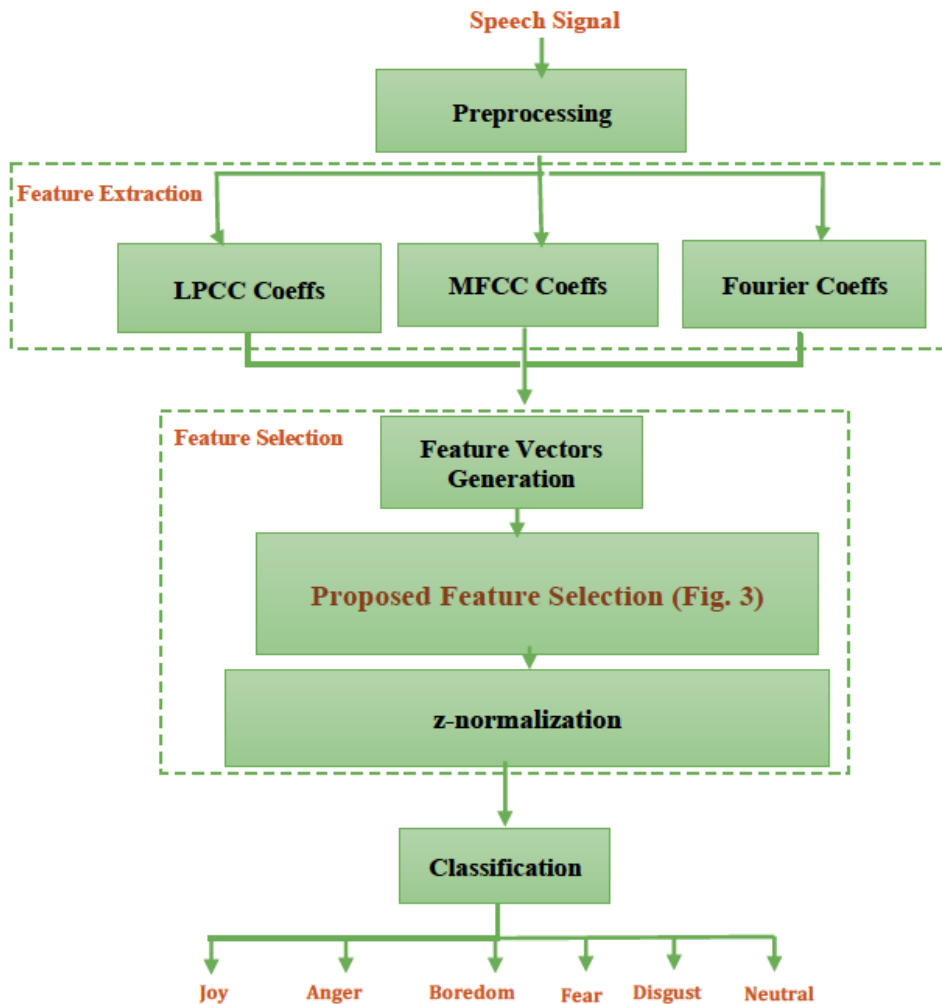 Speech Signal
Preprocessing
Feature Extraction
LPCC Coeffs
MFCC Coeffs
Fourier Coeffs
Feature Selection
Feature Vectors
Generation
Proposed Feature Selection (Fig. 3)
z-normalization
Classification
Joy
Anger
Boredom
Fear
Disgust
Neutral